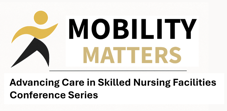 MOBILITY
MATTERS
Advancing Care in Skilled Nursing Facilities
Conference Series